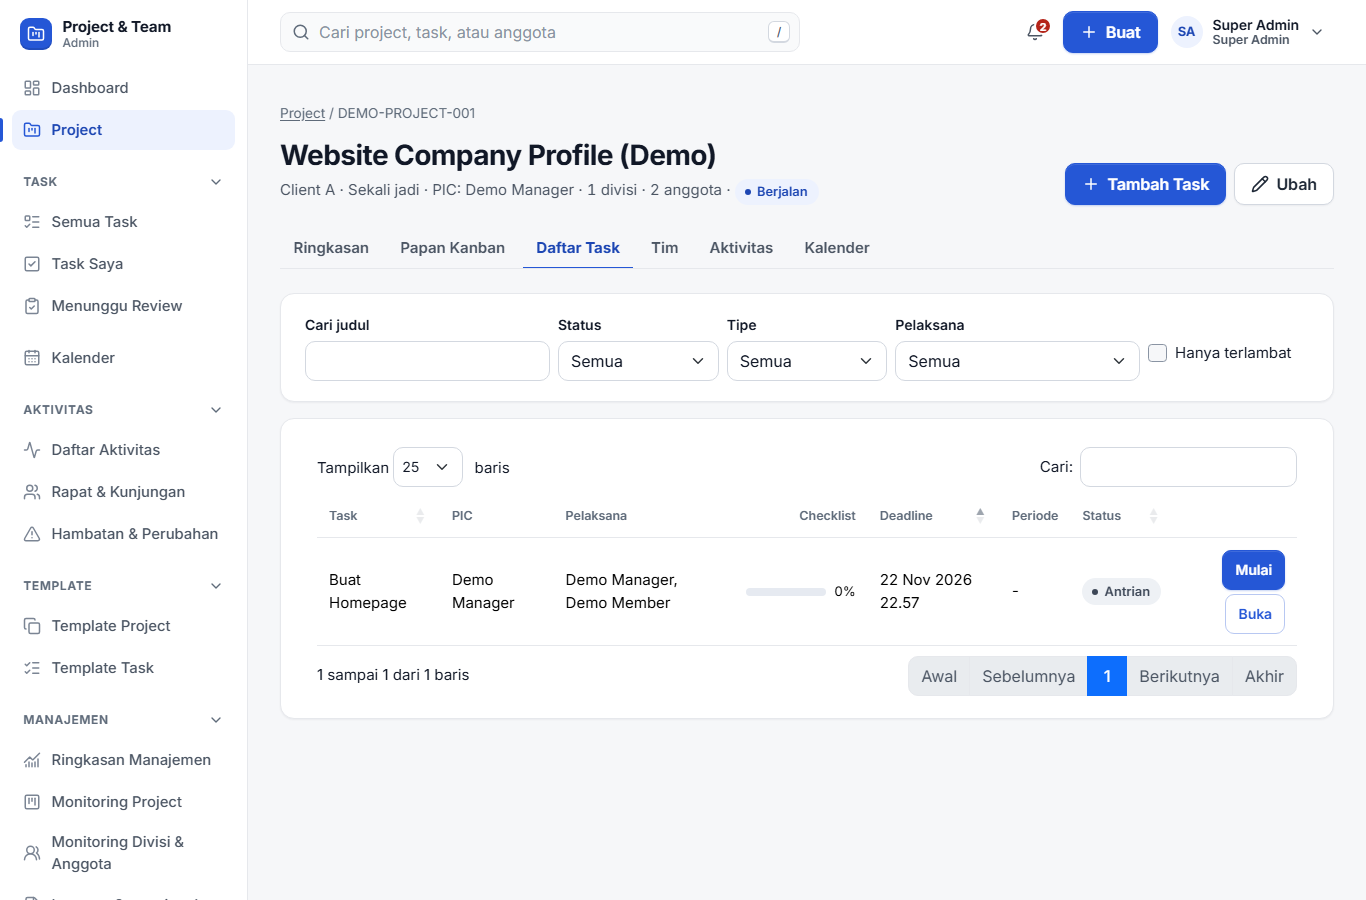 Project & Team
Admin
Dashboard
Project
TASK
Semua Task
Task Saya
Menunggu Review
Kalender
AKTIVITAS
Daftar Aktivitas
Rapat & Kunjungan
Hambatan & Perubahan
TEMPLATE
Template Project
Template Task
MANAJEMEN
Ringkasan Manajemen
Monitoring Project
Monitoring Divisi &
Anggota
Cari project, task, atau anggota /
2
+ Buat
SA
Super Admin
Super Admin
Project / DEMO-PROJECT-001
Website Company Profile (Demo)
Client A · Sekali jadi · PIC: Demo Manager · 1 divisi · 2 anggota · • Berjalan
+ Tambah Task
Ubah
Ringkasan Papan Kanban Daftar Task Tim Aktivitas Kalender
Cari judul Status Tipe Pelaksana
Semua Semua Semua Hanya terlambat
Tampilkan 25 baris Cari:
Task PIC Pelaksana Checklist Deadline Periode Status
Buat Homepage Demo Manager Demo Manager, Demo Member 0% 22 Nov 2026 22.57 - • Antrian
Mulai
Buka
1 sampai 1 dari 1 baris
Awal Sebelumnya 1 Berikutnya Akhir